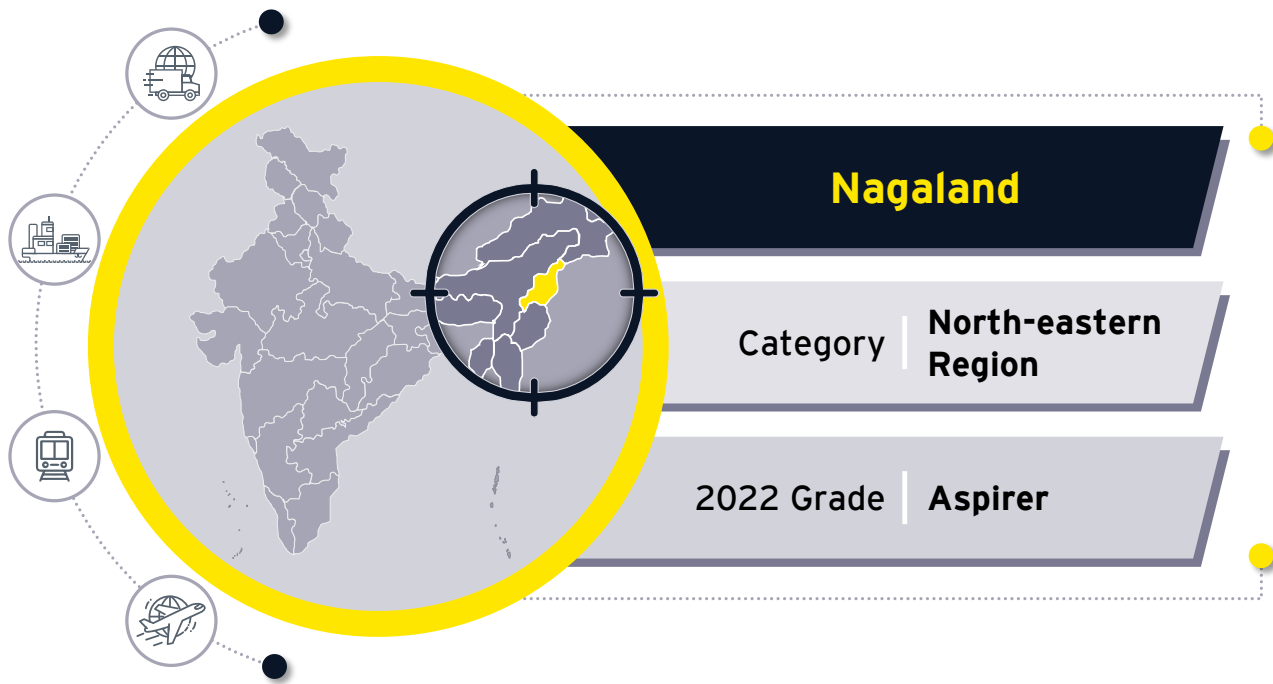 Nagaland
Category
North-eastern
Region
2022 Grade
Aspirer